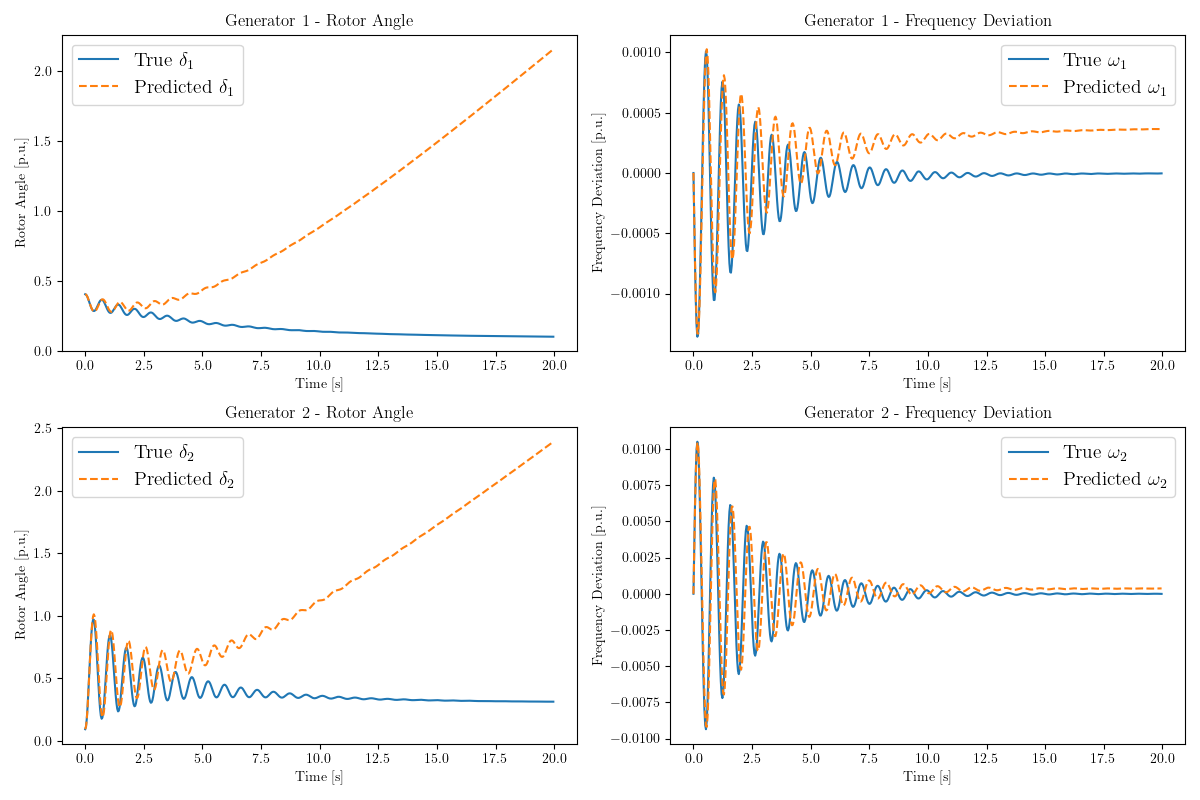 Generator 1 - Rotor Angle
True δ₁
Predicted δ₁
Rotor Angle [p.u.]
2.0
1.5
1.0
0.5
0.0
0.0 2.5 5.0 7.5 10.0 12.5 15.0 17.5 20.0
Time [s]
Generator 1 - Frequency Deviation
True ω₁
Predicted ω₁
Frequency Deviation [p.u.]
0.0010
0.0005
0.0000
−0.0005
−0.0010
0.0 2.5 5.0 7.5 10.0 12.5 15.0 17.5 20.0
Time [s]
Generator 2 - Rotor Angle
True δ₂
Predicted δ₂
Rotor Angle [p.u.]
2.5
2.0
1.5
1.0
0.5
0.0
0.0 2.5 5.0 7.5 10.0 12.5 15.0 17.5 20.0
Time [s]
Generator 2 - Frequency Deviation
True ω₂
Predicted ω₂
Frequency Deviation [p.u.]
0.0100
0.0075
0.0050
0.0025
0.0000
−0.0025
−0.0050
−0.0075
−0.0100
0.0 2.5 5.0 7.5 10.0 12.5 15.0 17.5 20.0
Time [s]